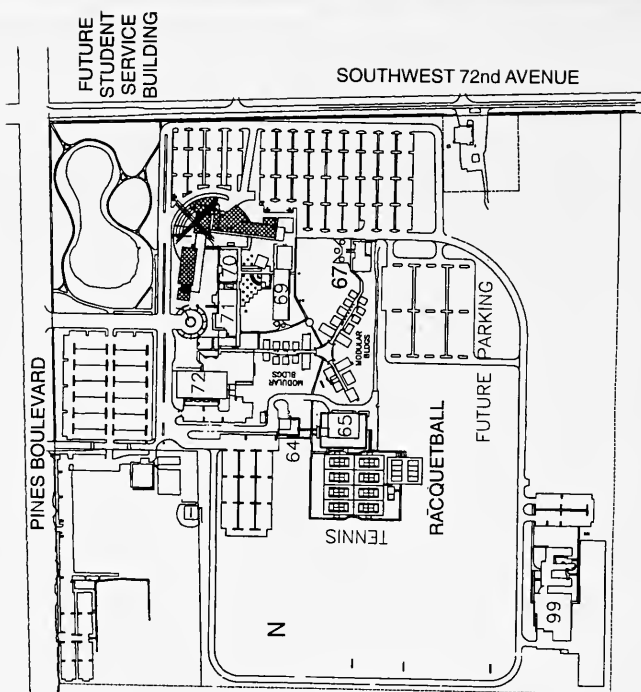 FUTURE
STUDENT
SERVICE
BUILDING
SOUTHWEST 72nd AVENUE
PINES BOULEVARD
70
71
72
69
67
MODULAR
BLDGS
MODULAR
BLDGS
64
65
TENNIS
RACQUETBALL
FUTURE PARKING
N
99